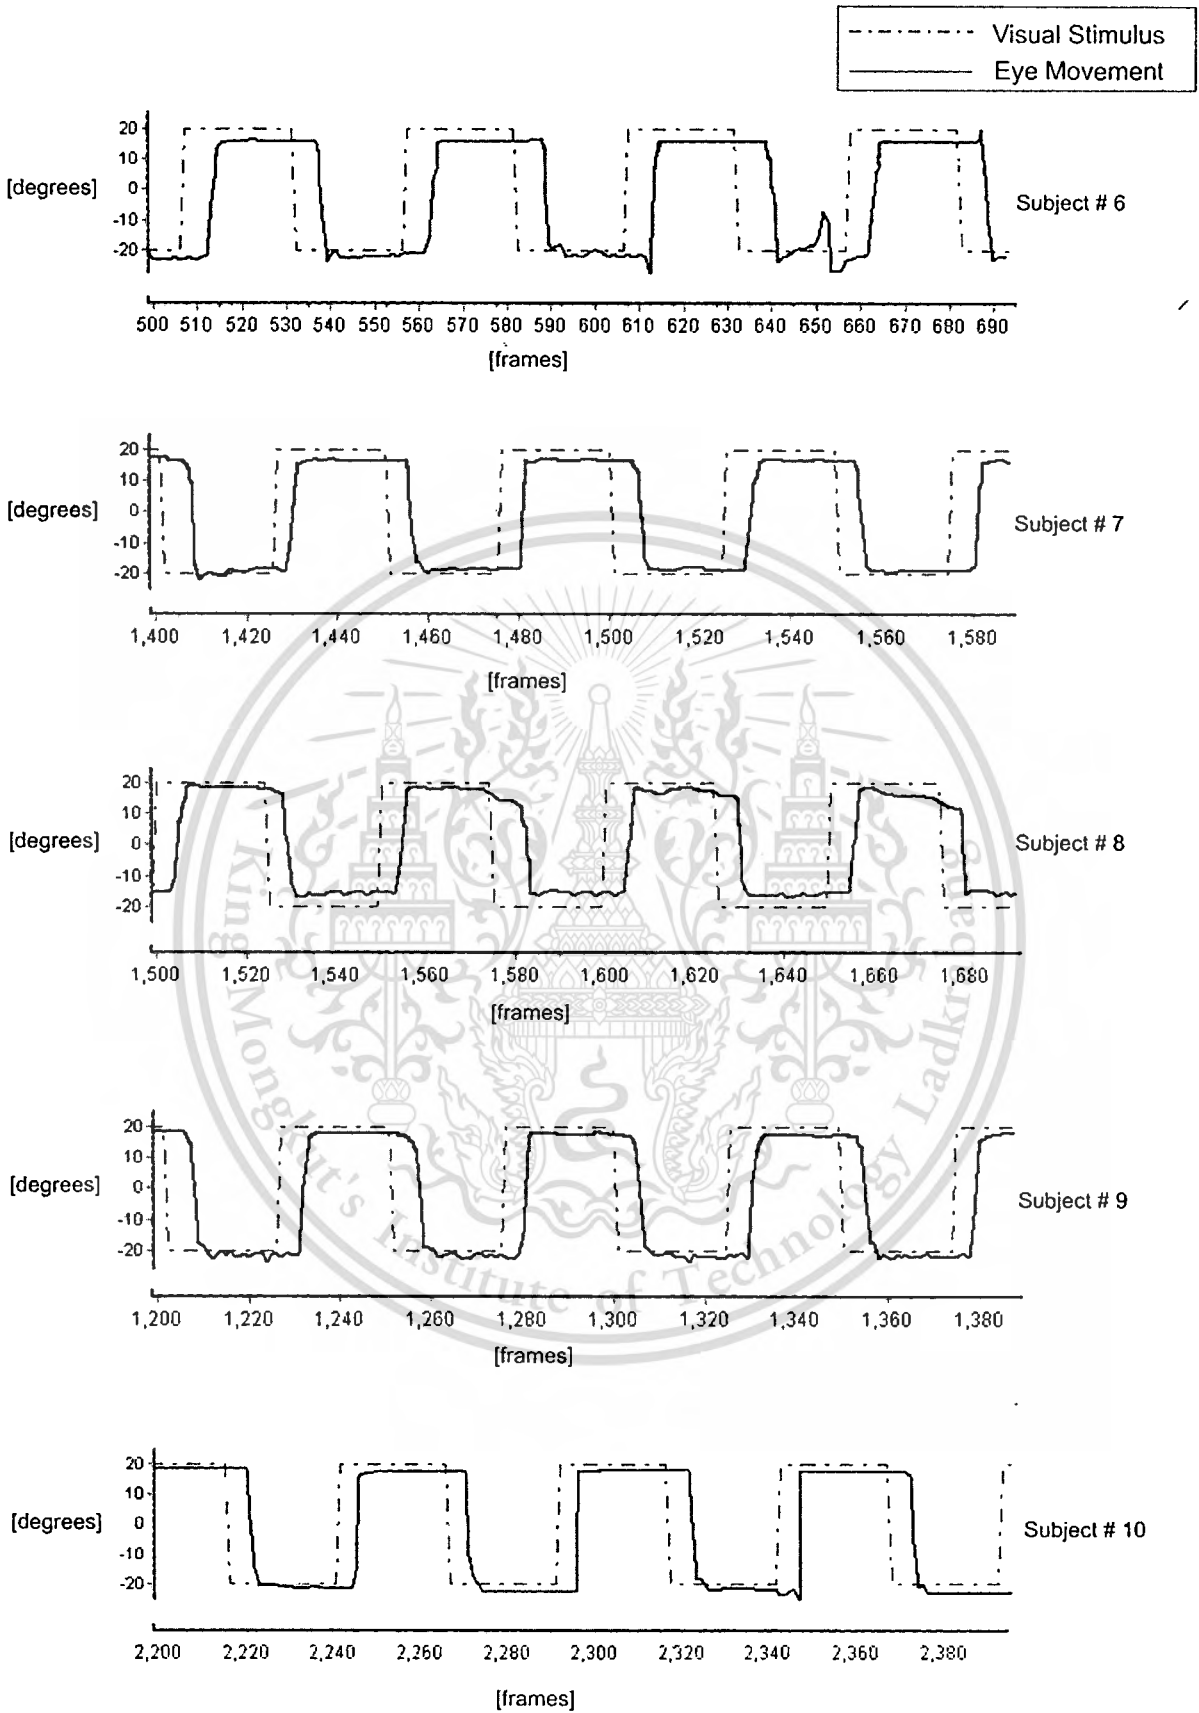 Visual Stimulus
Eye Movement
20
10
0
-10
-20
[degrees]
Subject # 6
500 510 520 530 540 550 560 570 580 590 600 610 620 630 640 650 660 670 680 690
[frames]
20
10
0
-10
-20
[degrees]
Subject # 7
1,400 1,420 1,440 1,460 1,480 1,500 1,520 1,540 1,560 1,580
[frames]
20
10
0
-10
-20
[degrees]
Subject # 8
1,500 1,520 1,540 1,560 1,580 1,600 1,620 1,640 1,660 1,680
[frames]
20
10
0
-10
-20
[degrees]
Subject # 9
1,200 1,220 1,240 1,260 1,280 1,300 1,320 1,340 1,360 1,380
[frames]
20
10
0
-10
-20
[degrees]
Subject # 10
2,200 2,220 2,240 2,260 2,280 2,300 2,320 2,340 2,360 2,380
[frames]
King Mongkut's Institute of Technology Ladkrabang